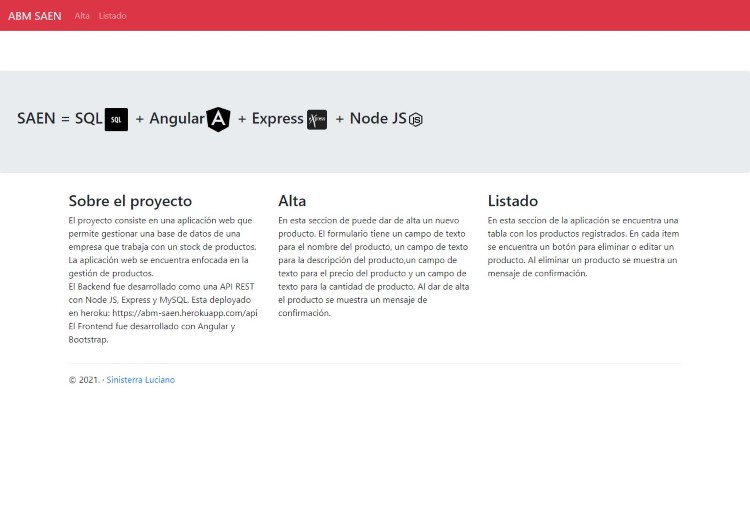 ABM SAEN Alta Listado
SAEN = SQL SQL + Angular A + Express eXpress + Node JS JS
Sobre el proyecto
El proyecto consiste en una aplicación web que
permite gestionar una base de datos de una
empresa que trabaja con un stock de productos.
La aplicación web se encuentra enfocada en la
gestión de productos.
El Backend fue desarrollado como una API REST
con Node JS, Express y MySQL. Esta deployado
en heroku: https://abm-saen.herokuapp.com/api
El Frontend fue desarrollado con Angular y
Bootstrap.
Alta
En esta seccion de puede dar de alta un nuevo
producto. El formulario tiene un campo de texto
para el nombre del producto, un campo de texto
para la descripción del producto,un campo de
texto para el precio del producto y un campo de
texto para la cantidad de producto. Al dar de alta
el producto se muestra un mensaje de
confirmación.
Listado
En esta seccion de la aplicación se encuentra una
tabla con los productos registrados. En cada item
se encuentra un botón para eliminar o editar un
producto. Al eliminar un producto se muestra un
mensaje de confirmación.
© 2021. · Sinisterra Luciano